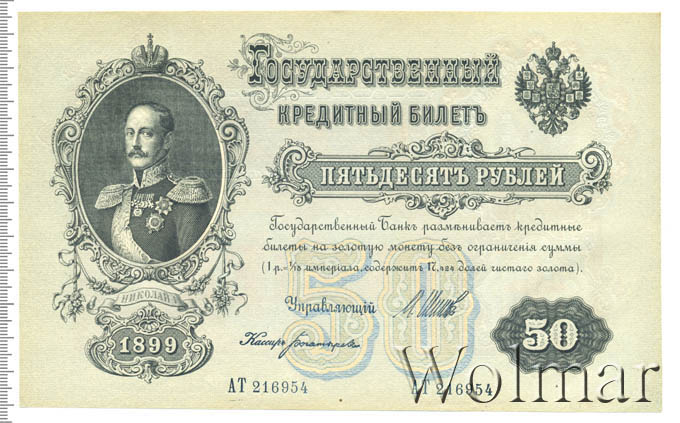 Государственный
кредитный билетъ
пятьдесятъ рублей
Государственный Банкъ размѣниваетъ кредитные
билеты на золотую монету безъ ограниченія суммы
(1 р.=1/15 имперіала, содержитъ 17,424 долей чистаго золота).
Управляющій
Николай I
1899
50
50
Кассиръ
АТ 216954
АТ 216954
Wolmar